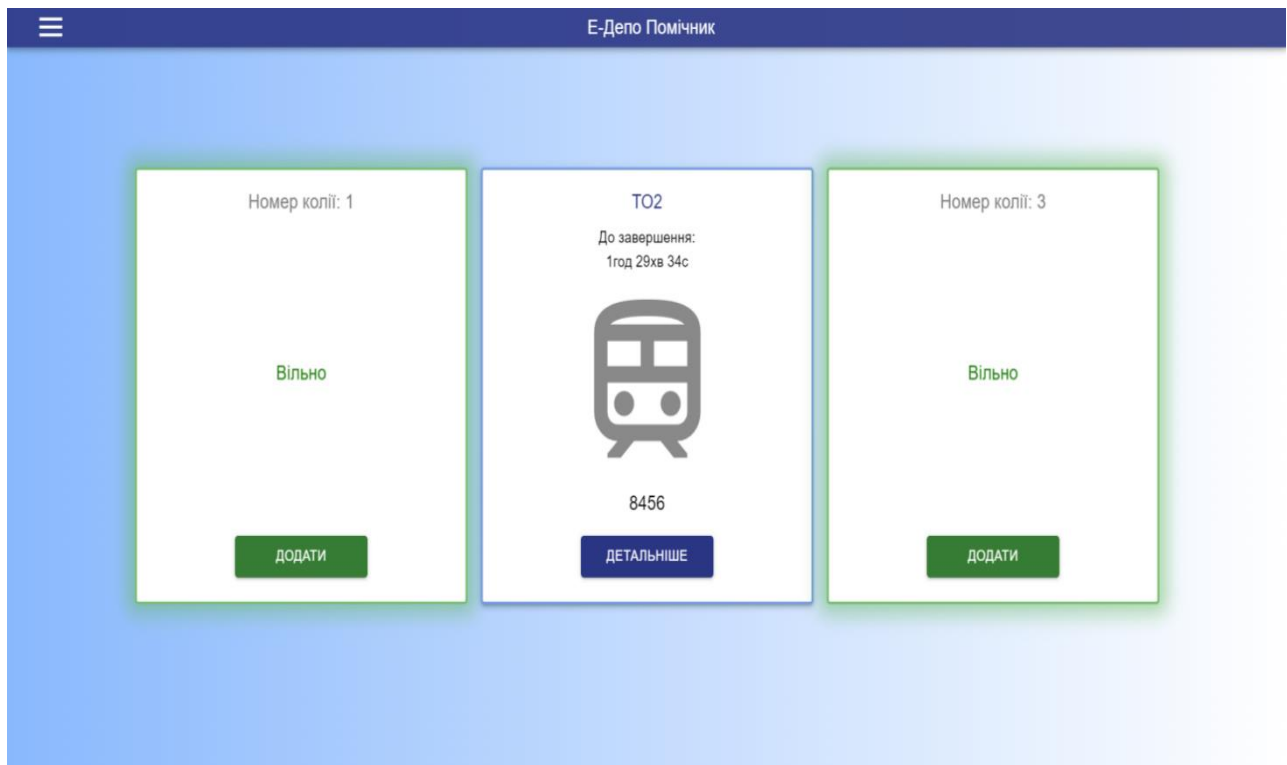 Е-Депо Помічник
Номер колії: 1
Вільно
ДОДАТИ
ТО2
До завершення:
1год 29хв 34с
8456
ДЕТАЛЬНІШЕ
Номер колії: 3
Вільно
ДОДАТИ